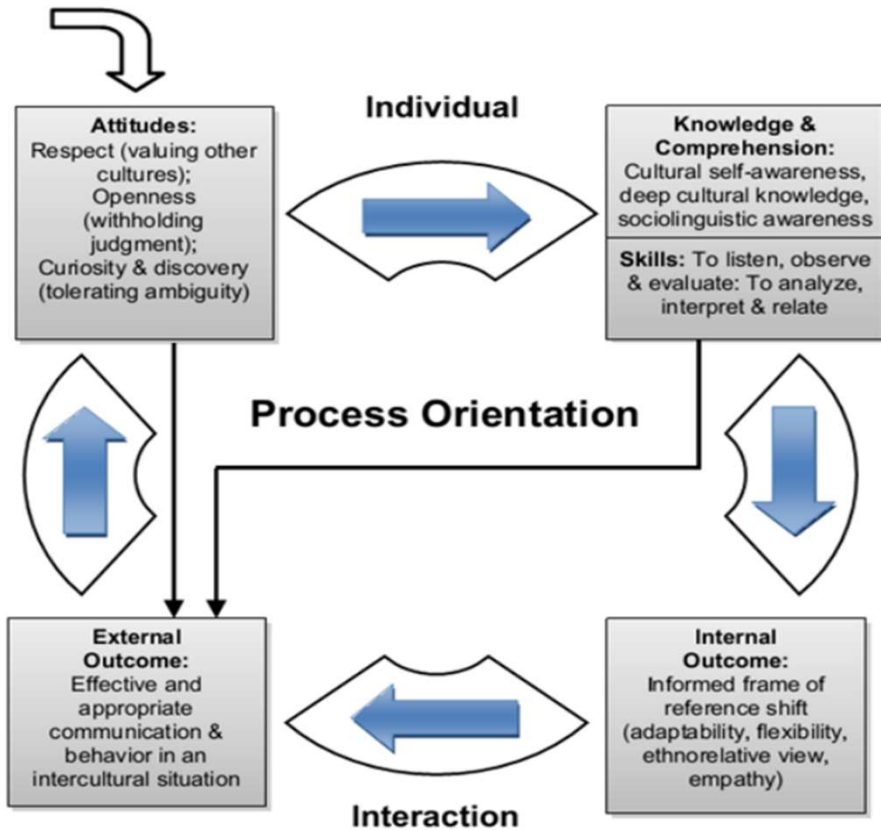 Individual
Attitudes:
Respect (valuing other
cultures);
Openness
(withholding
judgment);
Curiosity & discovery
(tolerating ambiguity)
Knowledge &
Comprehension:
Cultural self-awareness,
deep cultural knowledge,
sociolinguistic awareness
Skills: To listen, observe
& evaluate: To analyze,
interpret & relate
Process Orientation
External
Outcome:
Effective and
appropriate
communication &
behavior in an
intercultural situation
Internal
Outcome:
Informed frame of
reference shift
(adaptability, flexibility,
ethnorelative view,
empathy)
Interaction